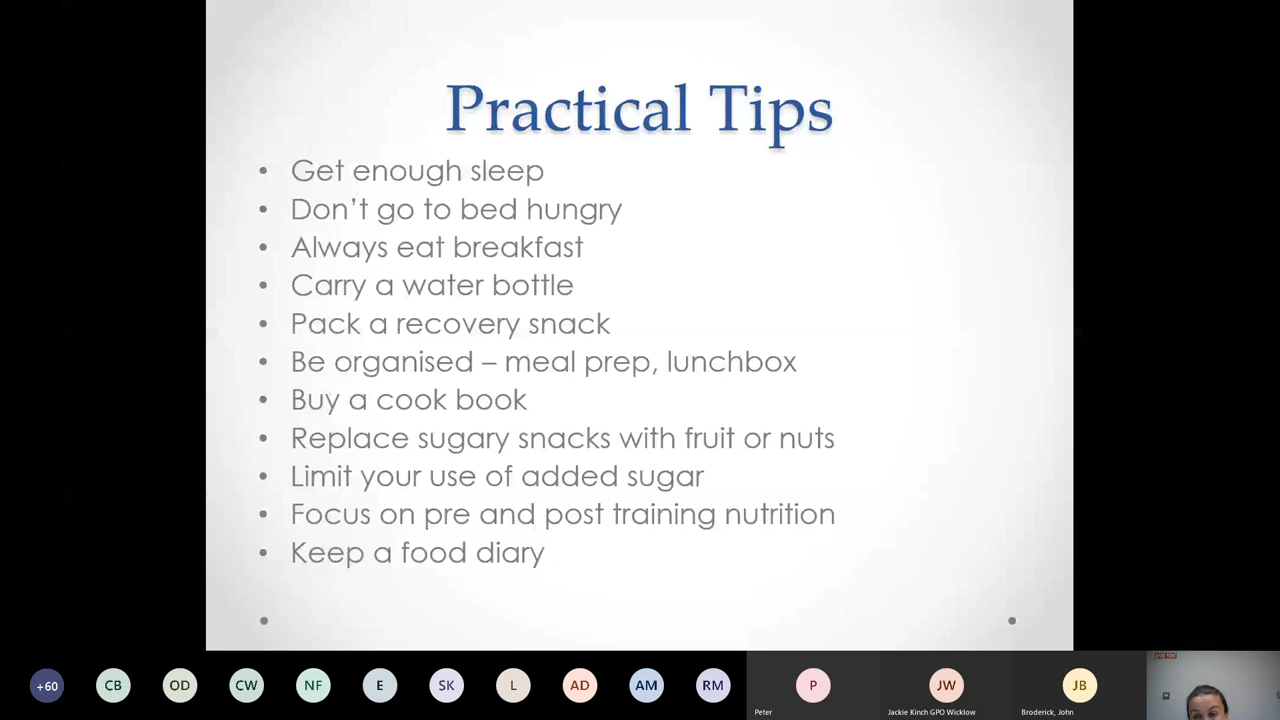 Practical Tips
• Get enough sleep
• Don't go to bed hungry
• Always eat breakfast
• Carry a water bottle
• Pack a recovery snack
• Be organised – meal prep, lunchbox
• Buy a cook book
• Replace sugary snacks with fruit or nuts
• Limit your use of added sugar
• Focus on pre and post training nutrition
• Keep a food diary
+60 CB OD CW NF E SK L AD AM RM P JW JB
Peter Jackie Kinch GPO Wicklow Broderick, John